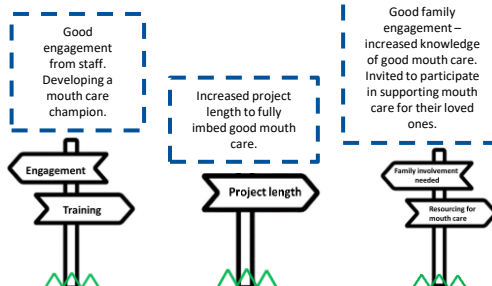 Good
engagement
from staff.
Developing a
mouth care
champion.
Engagement
Training
Increased project
length to fully
imbed good mouth
care.
Project length
Good family
engagement –
increased knowledge
of good mouth care.
Invited to participate
in supporting mouth
care for their loved
ones.
Family involvement
needed
Resourcing for
mouth care